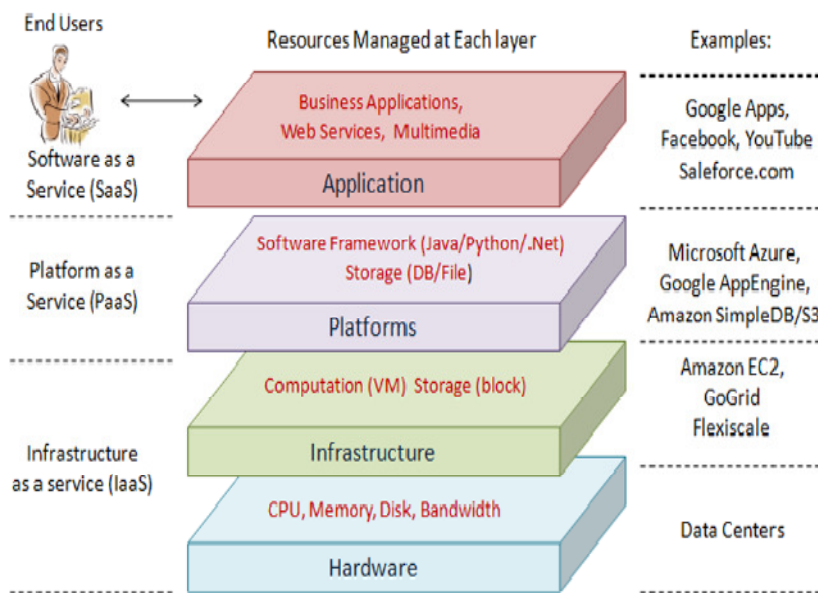 End Users
Resources Managed at Each layer
Examples:
Software as a
Service (SaaS)
Business Applications,
Web Services, Multimedia
Application
Google Apps,
Facebook, YouTube
Saleforce.com
Platform as a
Service (PaaS)
Software Framework (Java/Python/.Net)
Storage (DB/File)
Platforms
Microsoft Azure,
Google AppEngine,
Amazon SimpleDB/S3
Infrastructure
as a service (IaaS)
Computation (VM) Storage (block)
Infrastructure
Amazon EC2,
GoGrid
Flexiscale
CPU, Memory, Disk, Bandwidth
Hardware
Data Centers